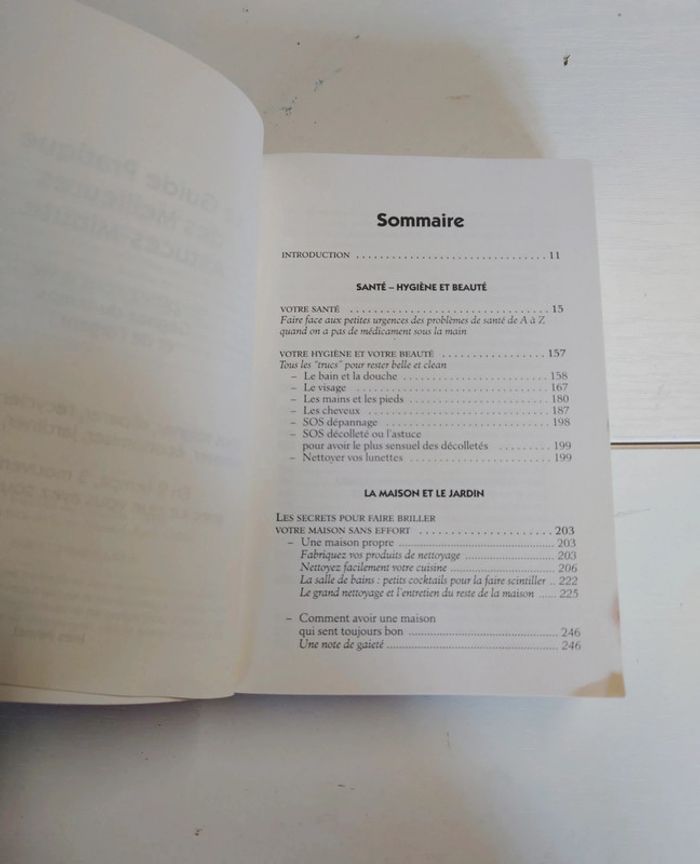 Sommaire
INTRODUCTION ................................ 11
SANTÉ – HYGIÈNE ET BEAUTÉ
VOTRE SANTÉ ................................ 15
Faire face aux petites urgences des problèmes de santé de A à Z
quand on a pas de médicament sous la main
VOTRE HYGIÈNE ET VOTRE BEAUTÉ .................. 157
Tous les "trucs" pour rester belle et clean
– Le bain et la douche ........................ 158
– Le visage ................................ 167
– Les mains et les pieds ........................ 180
– Les cheveux ................................ 187
– SOS dépannage ............................ 198
– SOS décolleté ou l'astuce
pour avoir le plus sensuel des décolletés ......... 199
– Nettoyer vos lunettes ........................ 199
LA MAISON ET LE JARDIN
LES SECRETS POUR FAIRE BRILLER
VOTRE MAISON SANS EFFORT ...................... 203
– Une maison propre ........................ 203
Fabriquez vos produits de nettoyage .............. 203
Nettoyez facilement votre cuisine ................ 206
La salle de bains : petits cocktails pour la faire scintiller .. 222
Le grand nettoyage et l'entretien du reste de la maison ...... 225
– Comment avoir une maison
qui sent toujours bon ........................ 246
Une note de gaieté ............................ 246